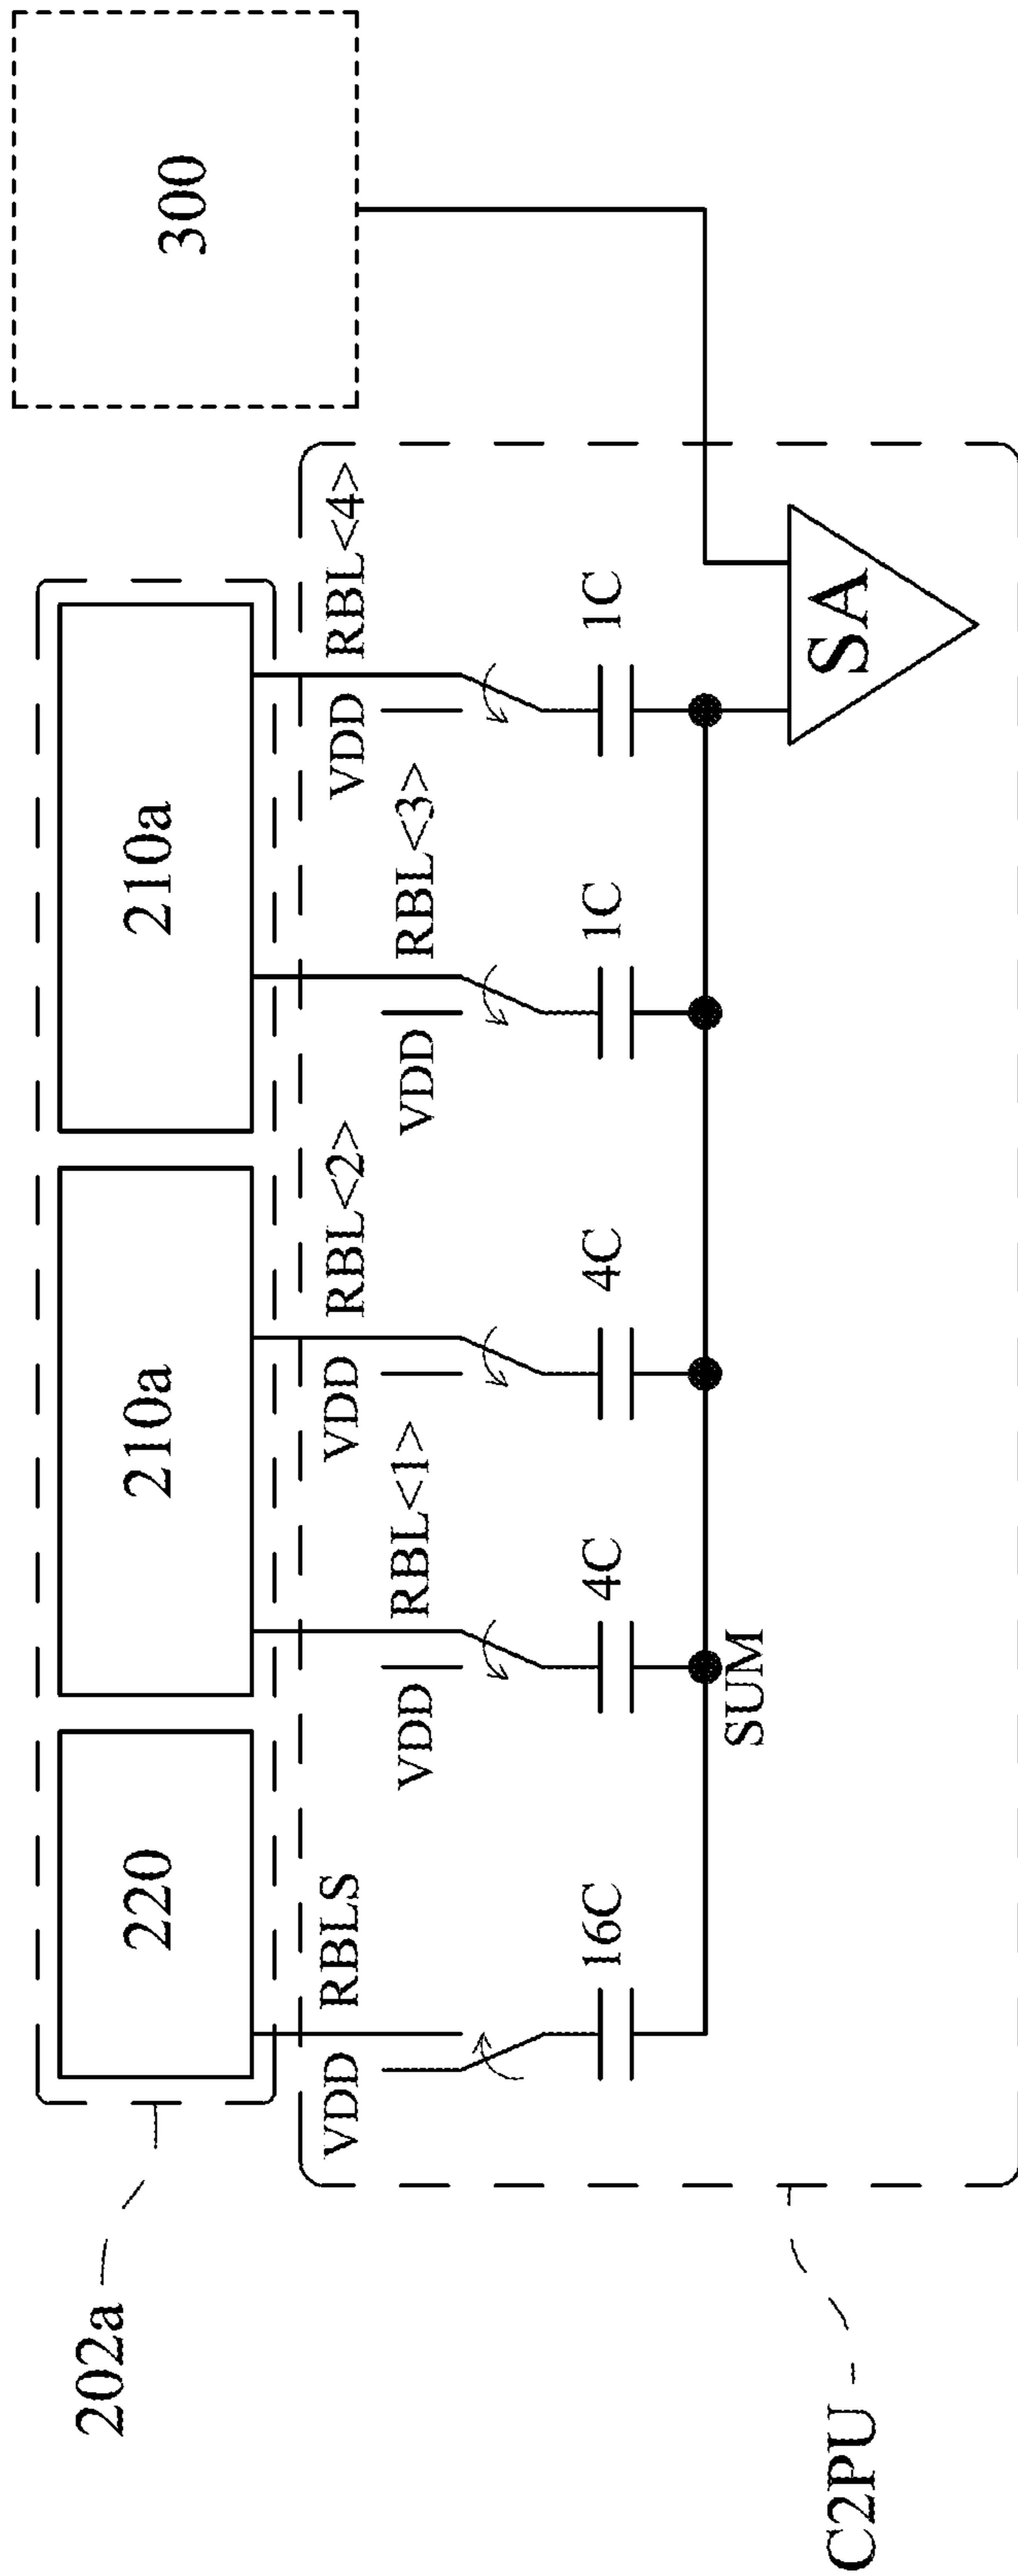 202a
220
210a
210a
300
VDD
RBLS
VDD
RBL<1>
VDD
RBL<2>
VDD
RBL<3>
VDD
RBL<4>
16C
4C
4C
1C
1C
SUM
SA
C2PU